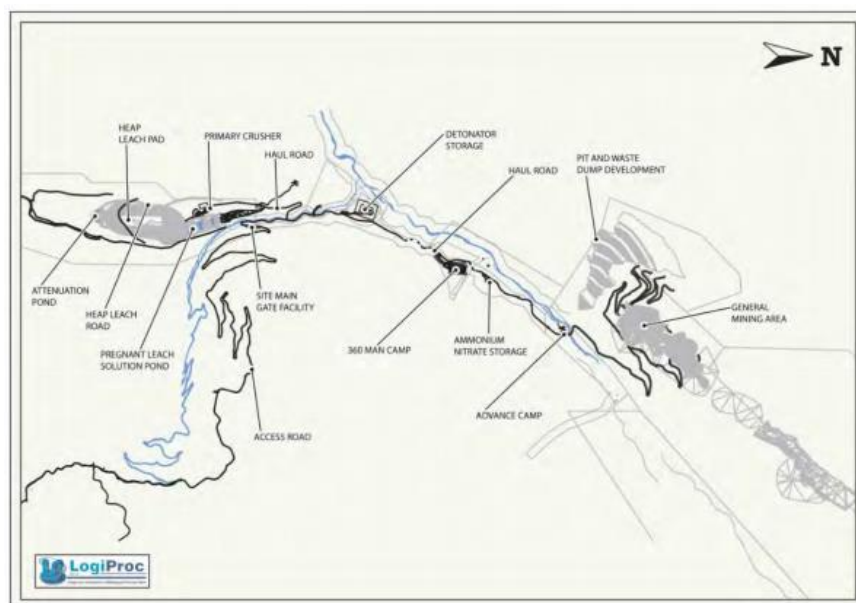 N
HEAP
LEACH PAD
PRIMARY CRUSHER
HAUL ROAD
DETONATOR
STORAGE
HAUL ROAD
PIT AND WASTE
DUMP DEVELOPMENT
ATTENUATION
POND
HEAP LEACH
ROAD
PREGNANT LEACH
SOLUTION POND
SITE MAIN
GATE FACILITY
360 MAN CAMP
AMMONIUM
NITRATE STORAGE
GENERAL
MINING AREA
ADVANCE CAMP
ACCESS ROAD
LogiProc